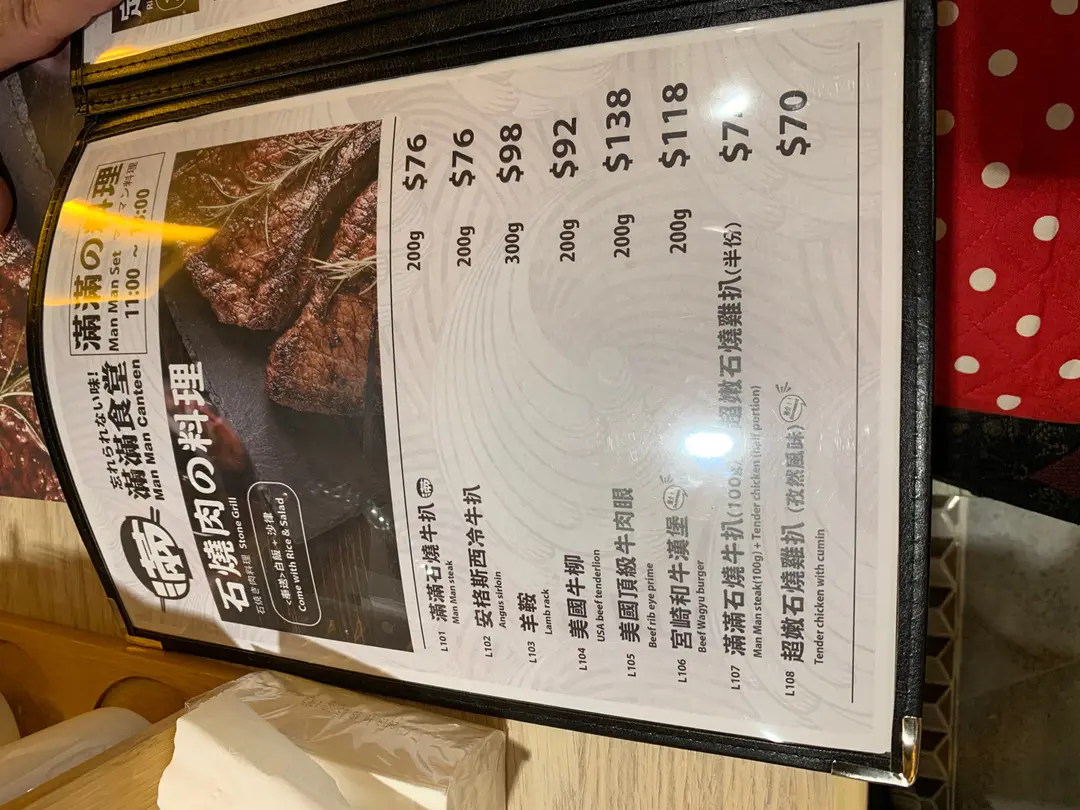 忘れられない味!
滿滿食堂
Man Man Canteen
滿滿の料理
Man Man Set
11:00 ~
石燒肉の料理
石焼き肉料理 Stone Grill
<奉送>白飯 + 沙律
Come with Rice & Salad
L101 滿滿石燒牛扒 200g $76
Man Man steak
L102 安格斯西冷牛扒 200g $76
Angus sirloin
L103 羊鞍 300g $98
Lamb rack
L104 美國牛柳 200g $92
USA beef tenderlion
L105 美國頂級牛肉眼 200g $138
Beef rib eye prime
L106 宮崎和牛漢堡 200g $118
Beef Wagyu burger
L107 滿滿石燒牛扒(100g) 超嫩石燒雞扒(半份)
Man Man steak(100g) + Tender chicken (half portion)
L108 超嫩石燒雞扒 (孜然風味) $70
Tender chicken with cumin